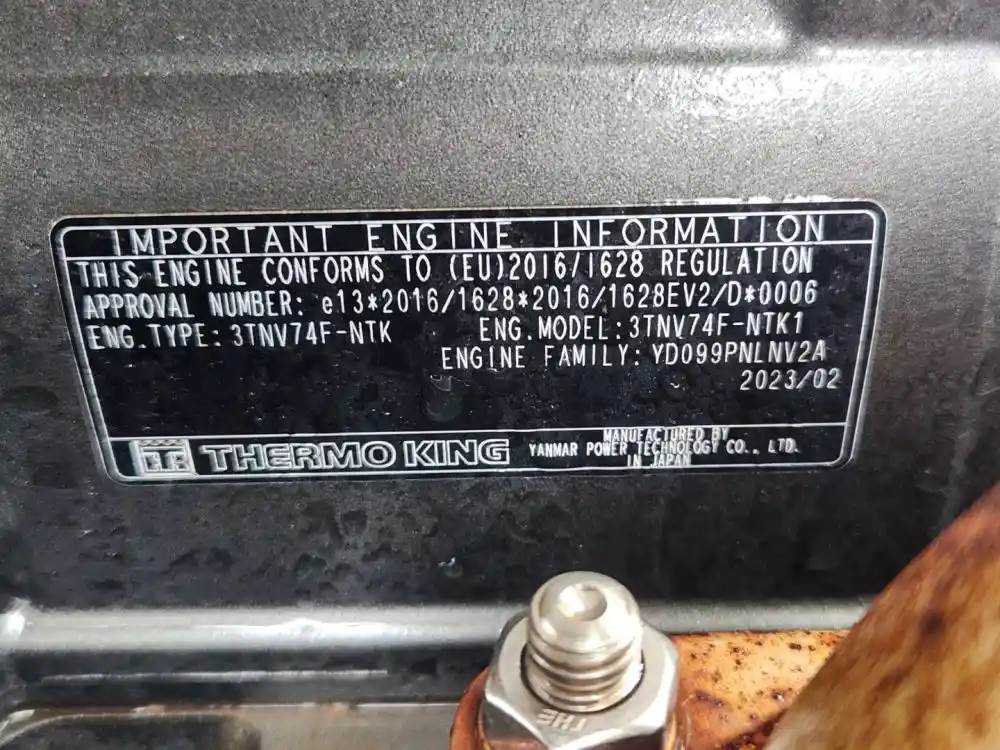 IMPORTANT ENGINE INFORMATION
THIS ENGINE CONFORMS TO (EU)2016/1628 REGULATION
APPROVAL NUMBER: e13*2016/1628*2016/1628EV2/D*0006
ENG.TYPE: 3TNV74F-NTK ENG.MODEL: 3TNV74F-NTK1
ENGINE FAMILY: YD099PNLNV2A
2023/02
THERMO KING
MANUFACTURED BY
YANMAR POWER TECHNOLOGY CO., LTD.
IN JAPAN
THE